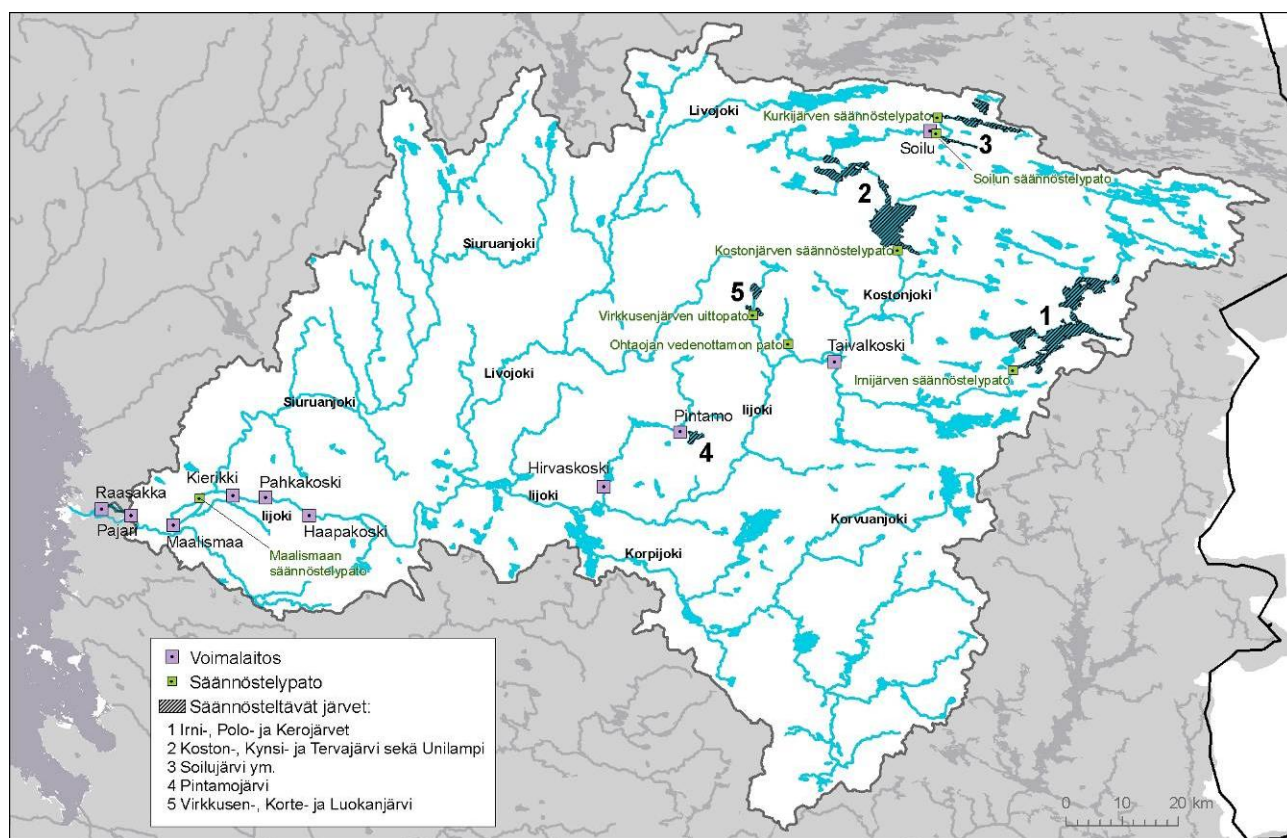 Livojoki
Kurkijärven säähnöstelypato
Soilu
3
Soilun säännöstelypato
2
Siuruanjoki
Kostonjärven säännöstelypato
5
Kostonjoki
1
Virkkusenjärven uittopato
Ohtaojan vedenottamon pato
Taivalkoski
Irnijärven säännöstelypato
Livojoki
Siuruanjoki
Iijoki
Pintamo
4
Hirvaskoski
Kierikki
Pahkakoski
Raasakka
Iijoki
Iijoki
Korvuanjoki
Pajari
Maalismaa
Haapakoski
Maalismaan
säännöstelypato
Korpijoki
Voimalaitos
Säännöstelypato
Säännösteltävät järvet:
1 Irni-, Polo- ja Kerojärvet
2 Koston-, Kynsi- ja Tervajärvi sekä Unilampi
3 Soilujärvi ym.
4 Pintamojärvi
5 Virkkusen-, Korte- ja Luokanjärvi
0 10 20 km